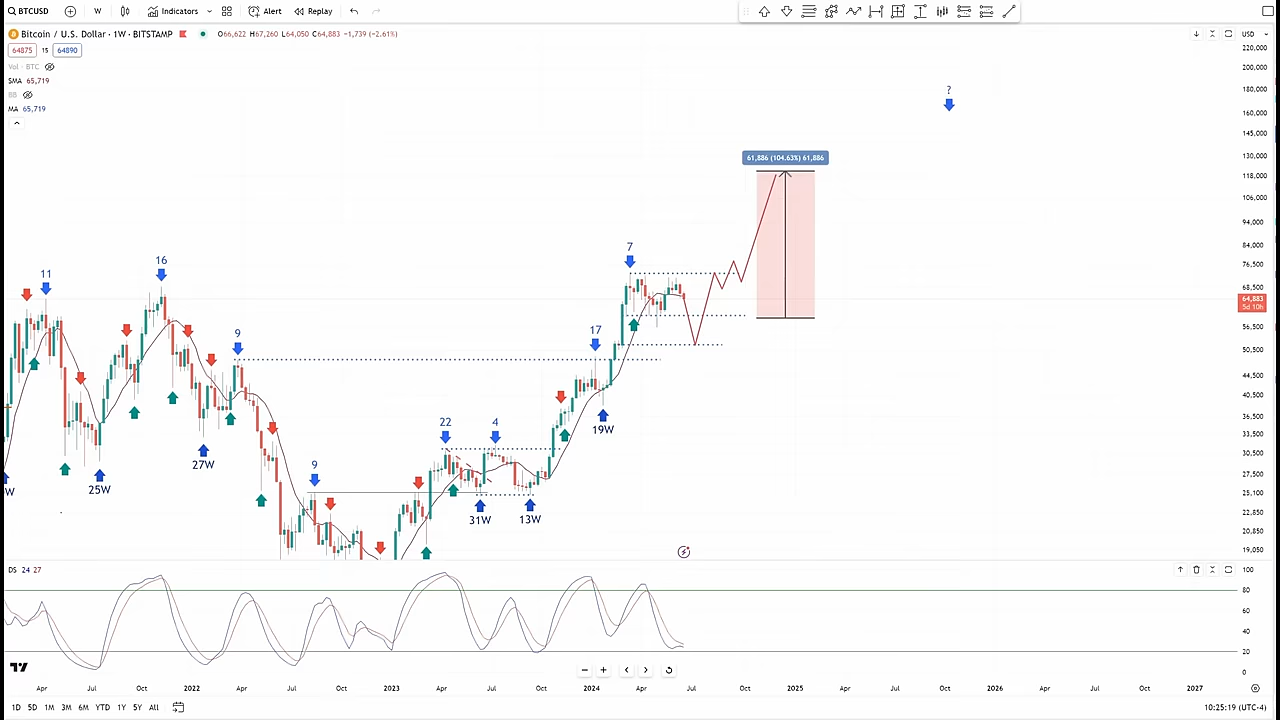 BTCUSD W Indicators Alert Replay
Bitcoin / U.S. Dollar · 1W · BITSTAMP O66,622 H67,260 L64,050 C64,883 −1,739 (−2.61%) USD
64875 15 64890
Vol · BTC
SMA 65,719
BB
MA 65,719
220,000
200,000
180,000
160,000
145,000
130,000
118,000
106,000
94,000
84,000
76,500
68,500
64,883
5d 10h
56,500
50,500
44,500
40,500
36,500
33,500
30,500
27,500
25,100
22,850
20,850
19,050
?
61,886 (104.63%) 61,886
7
16
11
9
17
22
4
9
19W
27W
25W
W
31W
13W
DS 24 27
100
80
60
40
20
0
Apr Jul Oct 2022 Apr Jul Oct 2023 Apr Jul Oct 2024 Apr Jul Oct 2025 Apr Jul Oct 2026 Apr Jul Oct 2027
1D 5D 1M 3M 6M YTD 1Y 5Y All 10:25:19 (UTC-4)